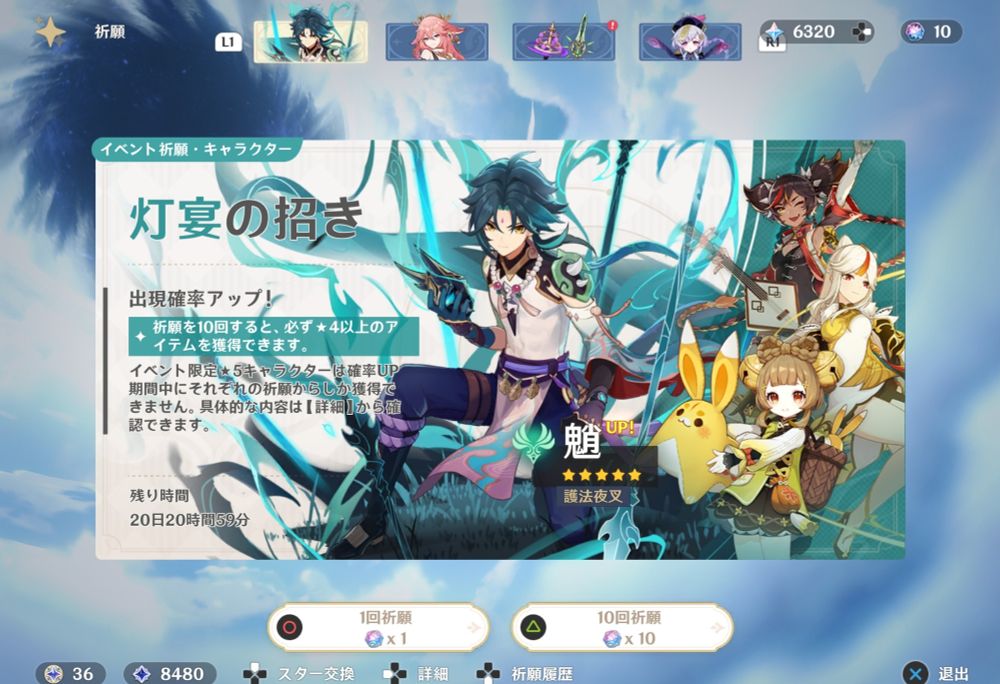 祈願
L1
R1
6320
10
イベント祈願・キャラクター
灯宴の招き
出現確率アップ!
祈願を10回すると、必ず★4以上のア
イテムを獲得できます。
イベント限定★5キャラクターは確率UP
期間中にそれぞれの祈願からしか獲得で
きません。具体的な内容は【詳細】から確
認できます。
残り時間
20日20時間59分
魈 UP!
★★★★★
護法夜叉
1回祈願
x 1
10回祈願
x 10
36
8480
スター交換
詳細
祈願履歴
退出